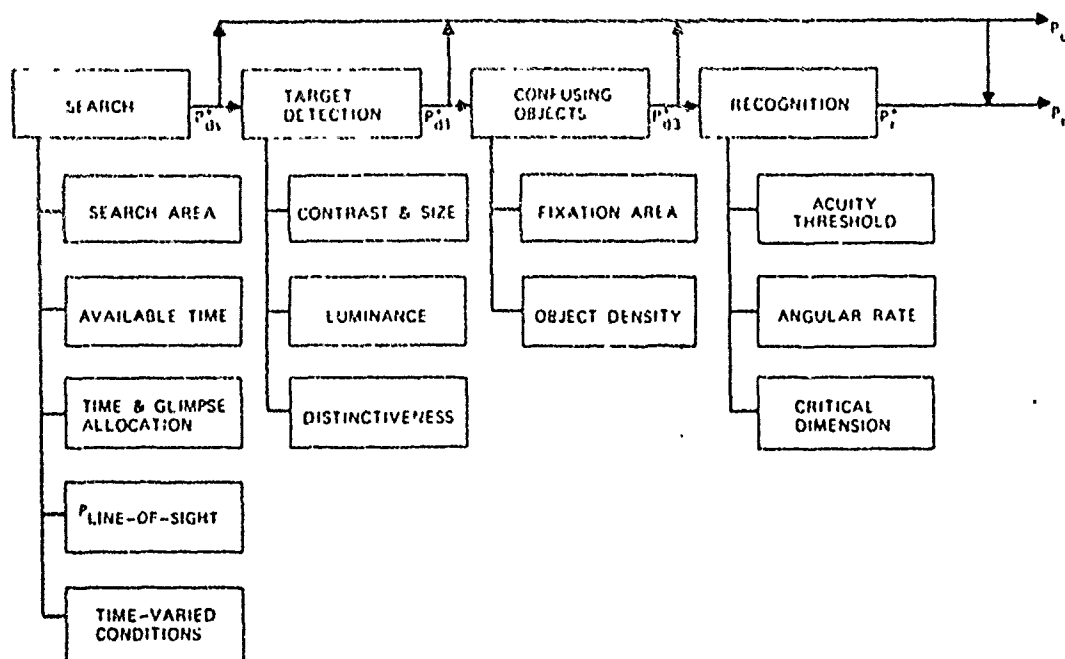 SEARCH
TARGET
DETECTION
CONFUSING
OBJECTS
RECOGNITION
SEARCH AREA
AVAILABLE TIME
TIME & GLIMPSE
ALLOCATION
P LINE-OF-SIGHT
TIME-VARIED
CONDITIONS
CONTRAST & SIZE
LUMINANCE
DISTINCTIVENESS
FIXATION AREA
OBJECT DENSITY
ACUITY
THRESHOLD
ANGULAR RATE
CRITICAL
DIMENSION